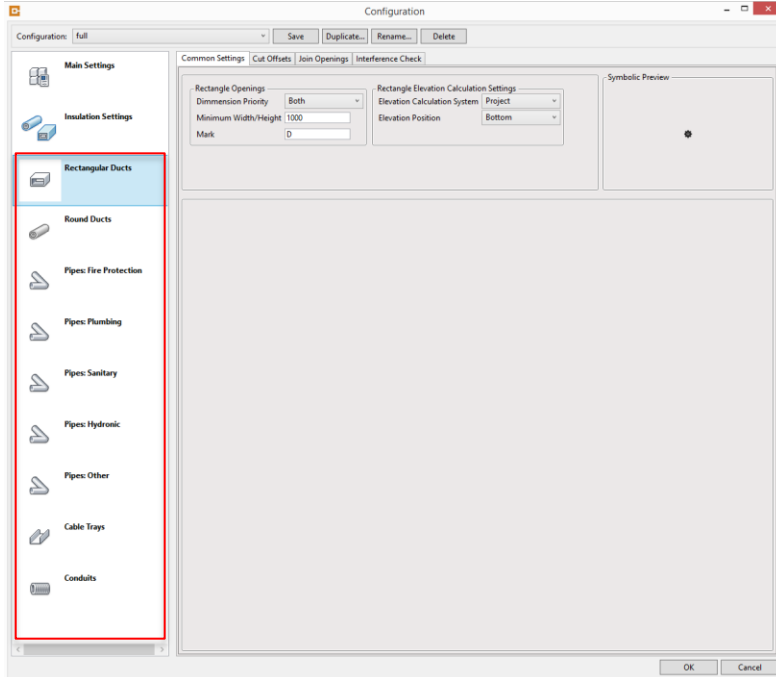 Configuration
Configuration: full Save Duplicate... Rename... Delete
Main Settings
Insulation Settings
Rectangular Ducts
Round Ducts
Pipes: Fire Protection
Pipes: Plumbing
Pipes: Sanitary
Pipes: Hydronic
Pipes: Other
Cable Trays
Conduits
Common Settings Cut Offsets Join Openings Interference Check
Rectangle Openings
Dimmension Priority Both
Minimum Width/Height 1000
Mark D
Rectangle Elevation Calculation Settings
Elevation Calculation System Project
Elevation Position Bottom
Symbolic Preview
OK Cancel